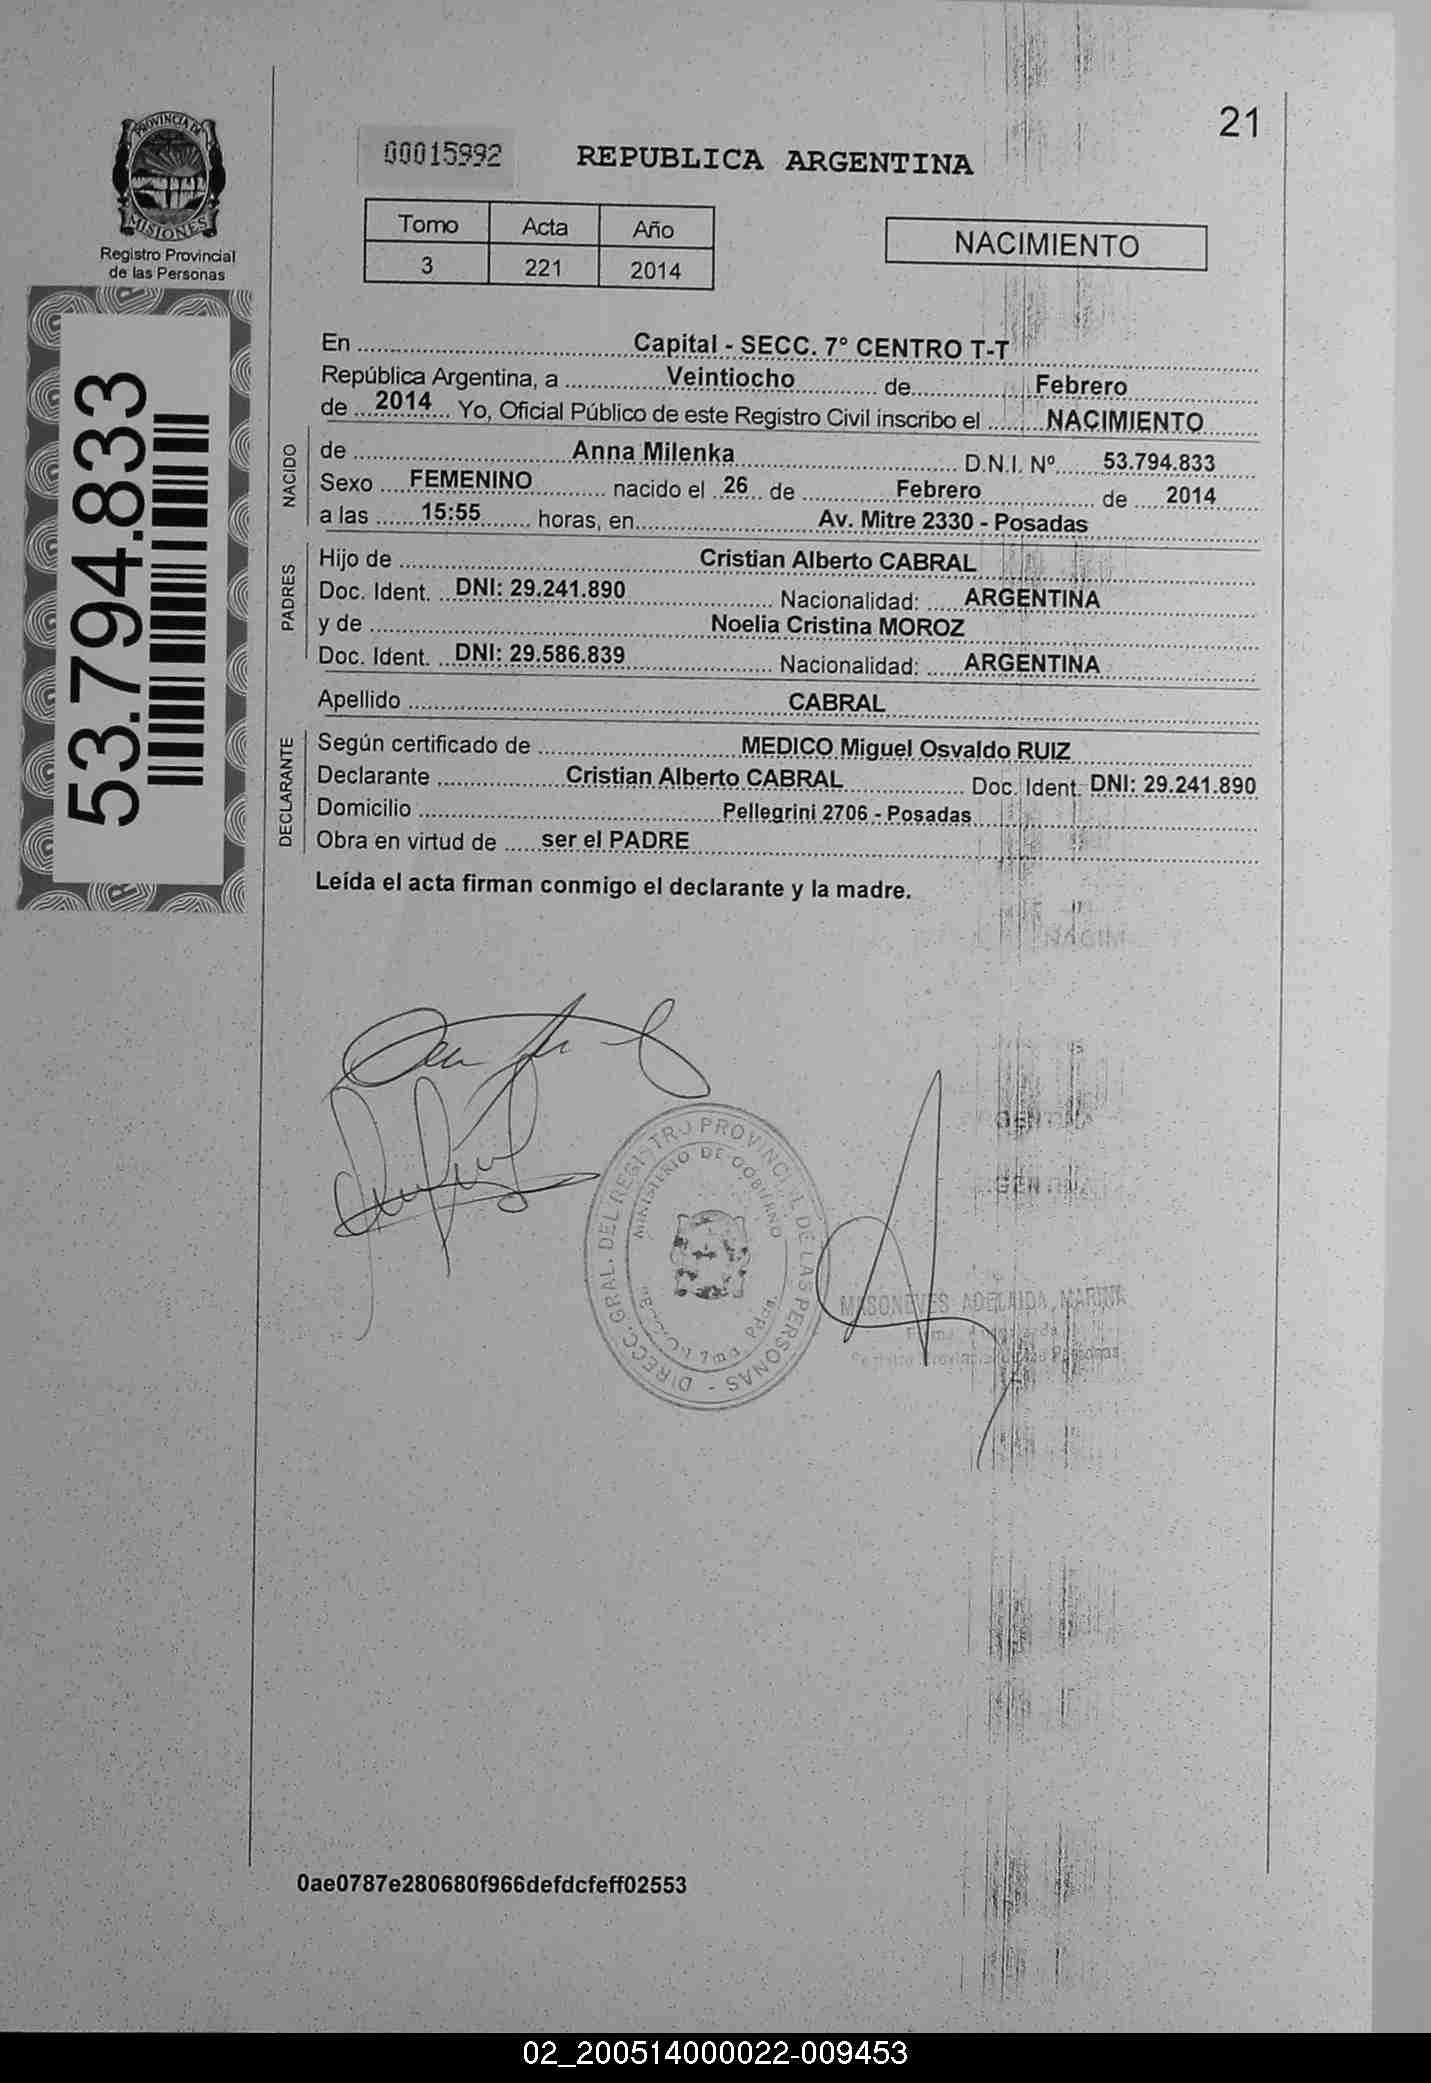 21
PROVINCIA DE
MISIONES
Registro Provincial
de las Personas
00015992
REPUBLICA ARGENTINA
Tomo Acta Año
3 221 2014
NACIMIENTO
53.794.833
En Capital - SECC. 7° CENTRO T-T
República Argentina, a Veintiocho de Febrero
de 2014 Yo, Oficial Público de este Registro Civil inscribo el NACIMIENTO
NACIDO
de Anna Milenka D.N.I. Nº 53.794.833
Sexo FEMENINO nacido el 26 de Febrero de 2014
a las 15:55 horas, en Av. Mitre 2330 - Posadas
PADRES
Hijo de Cristian Alberto CABRAL
Doc. Ident. DNI: 29.241.890 Nacionalidad: ARGENTINA
y de Noelia Cristina MOROZ
Doc. Ident. DNI: 29.586.839 Nacionalidad: ARGENTINA
Apellido CABRAL
DECLARANTE
Según certificado de MEDICO Miguel Osvaldo RUIZ
Declarante Cristian Alberto CABRAL Doc. Ident. DNI: 29.241.890
Domicilio Pellegrini 2706 - Posadas
Obra en virtud de ser el PADRE
Leída el acta firman conmigo el declarante y la madre.
DIRECC. GRAL. DEL REGISTRO PROVINCIAL DE LAS PERSONAS -
MINISTERIO DE GOBIERNO
ADELAIDA MARINA
0ae0787e280680f966defdcfeff02553
02_200514000022-009453